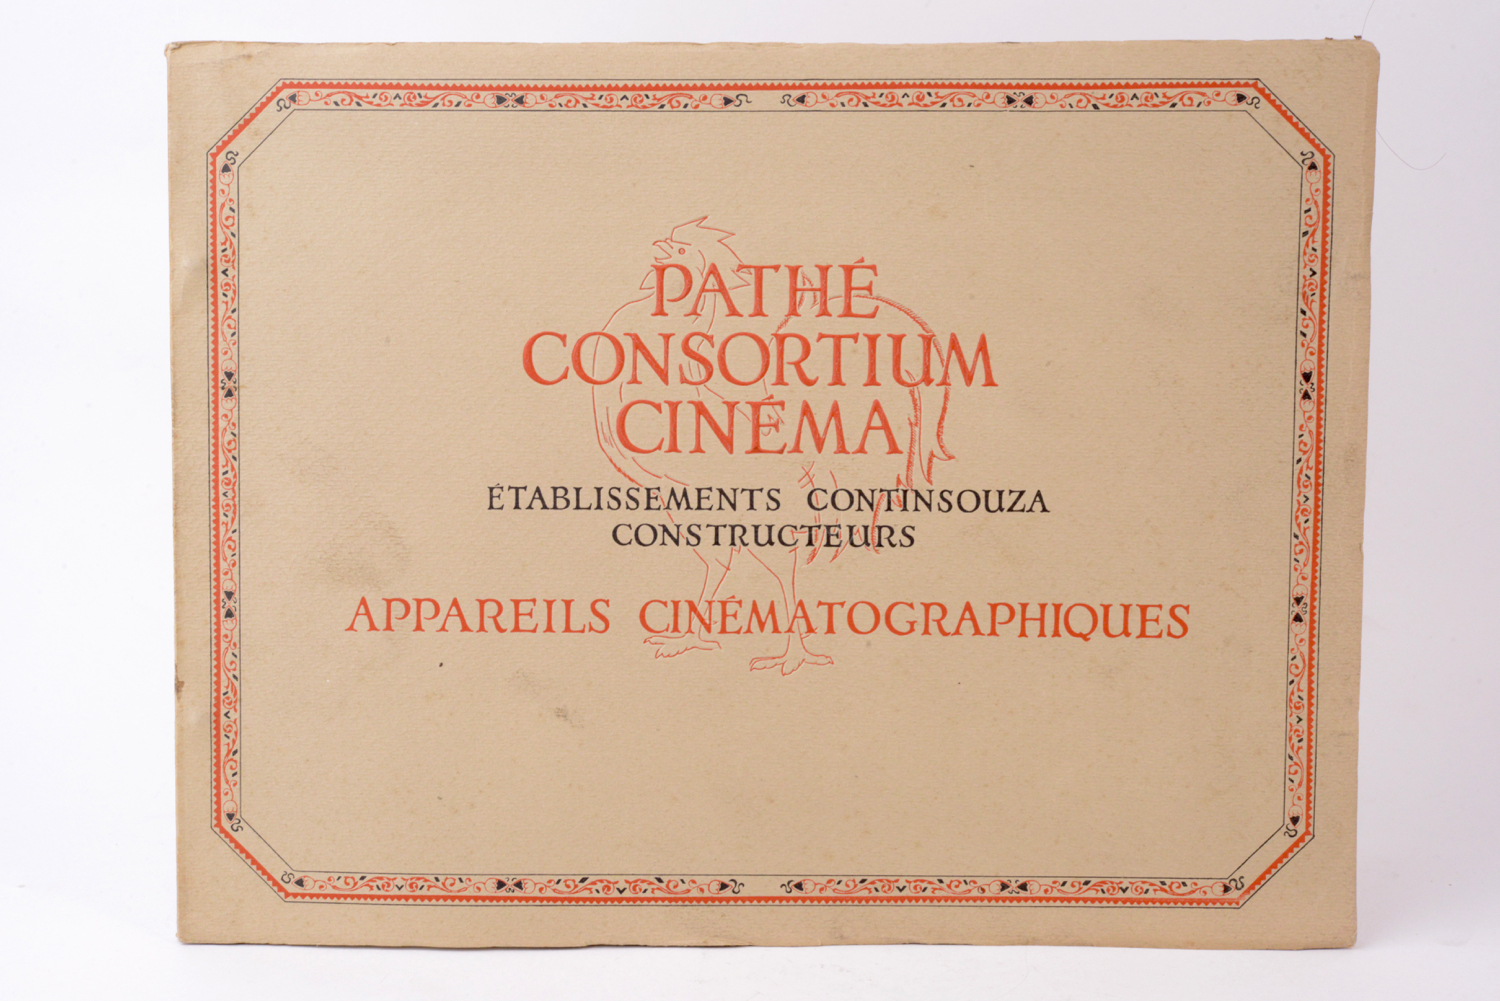 PATHÉ
CONSORTIUM
CINÉMA
ÉTABLISSEMENTS CONTINSOUZA
CONSTRUCTEURS
APPAREILS CINÉMATOGRAPHIQUES